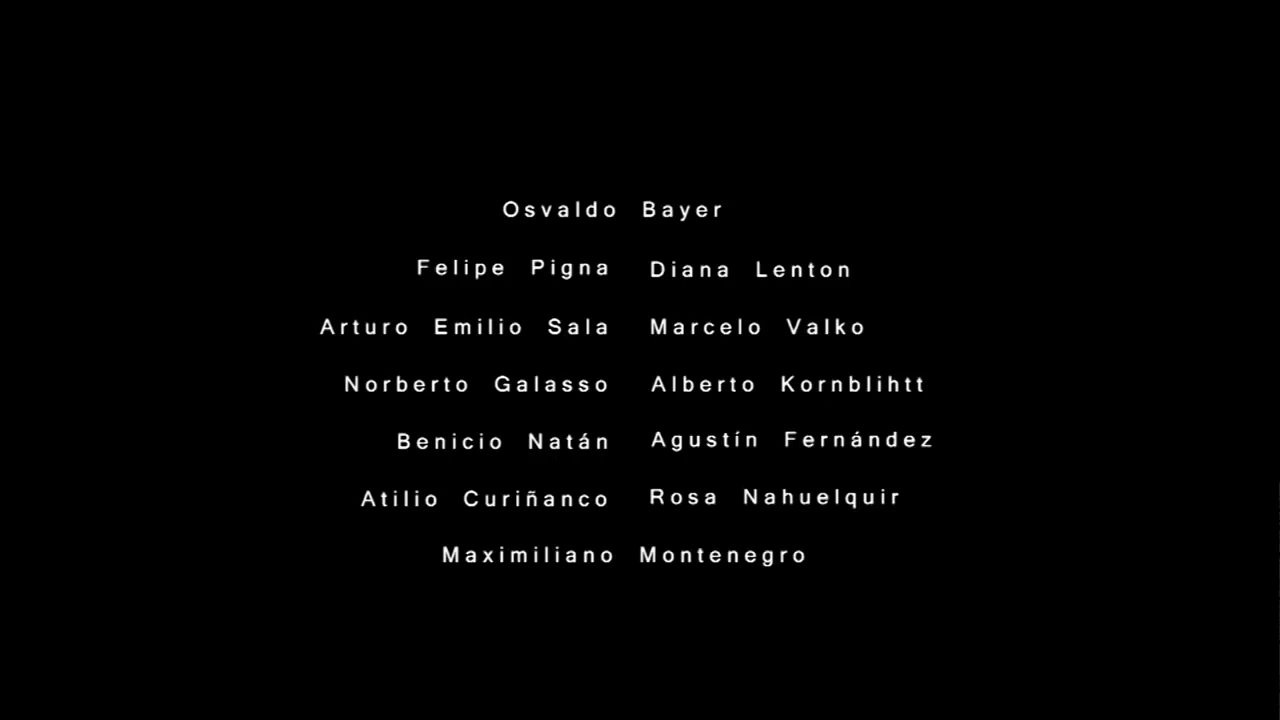 Osvaldo Bayer
Felipe Pigna Diana Lenton
Arturo Emilio Sala Marcelo Valko
Norberto Galasso Alberto Kornblihtt
Benicio Natán Agustín Fernández
Atilio Curiñanco Rosa Nahuelquir
Maximiliano Montenegro